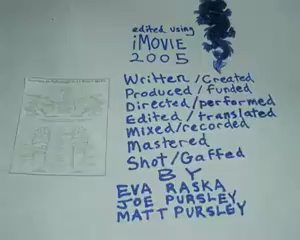 edited using
iMOVIE
2005
Written / Created
Produced / funded
Directed/performed
Edited / translated
Mixed/recorded
Mastered
Shot/Gaffed
BY
EVA RASKA
JOE PURSLEY
MATT PURSLEY